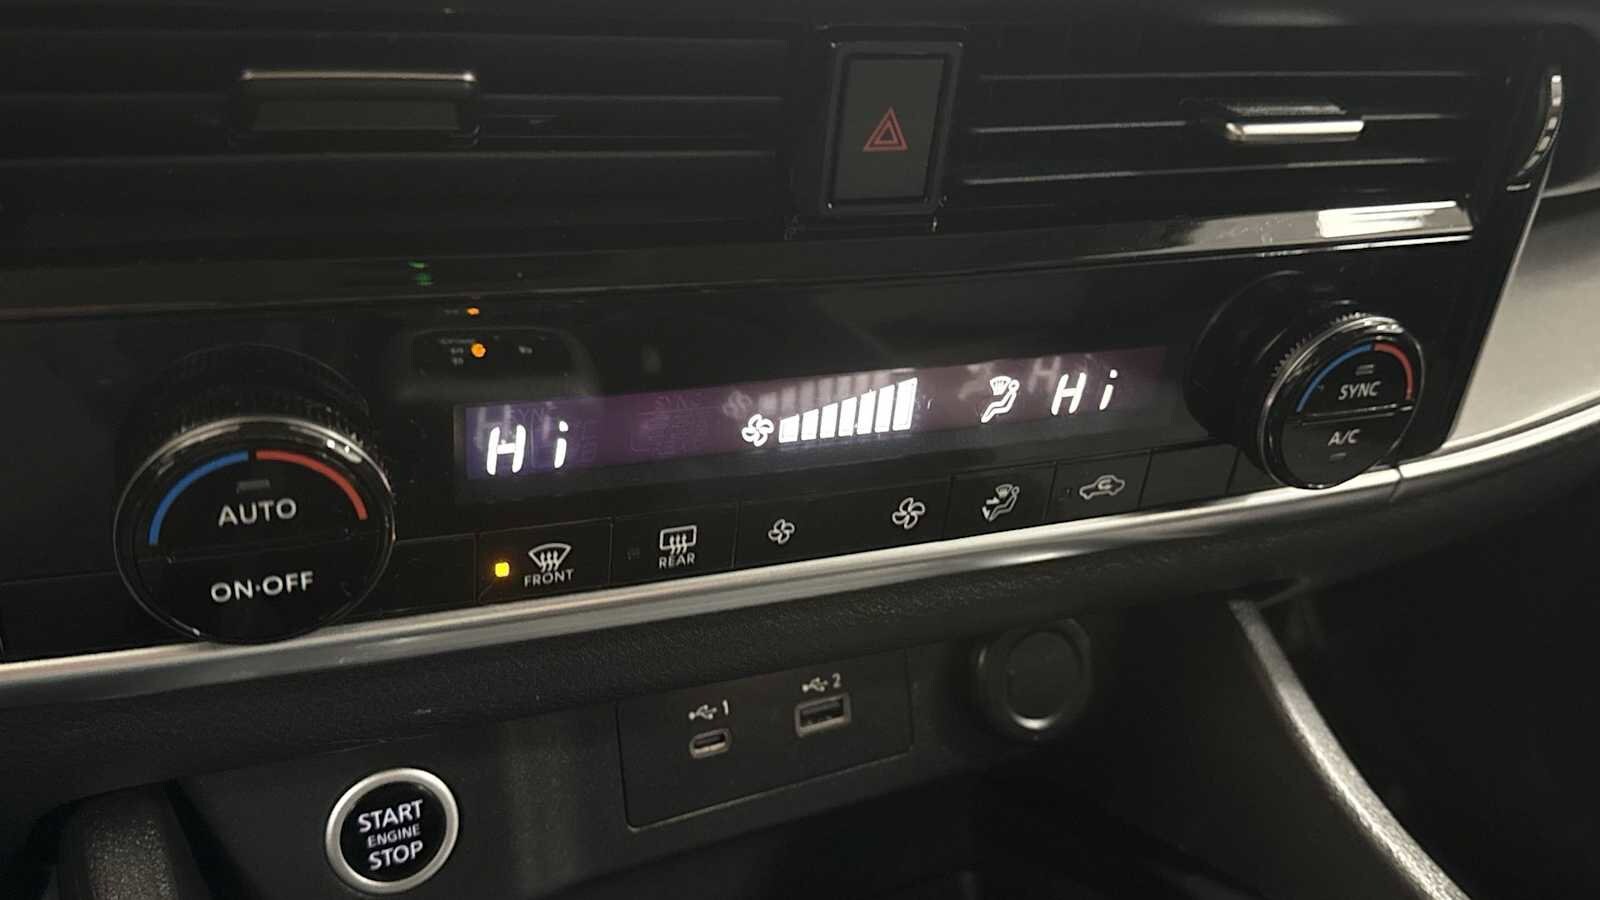 Hi
Hi
SYNC
A/C
AUTO
ON·OFF
FRONT
REAR
1
2
START
ENGINE
STOP